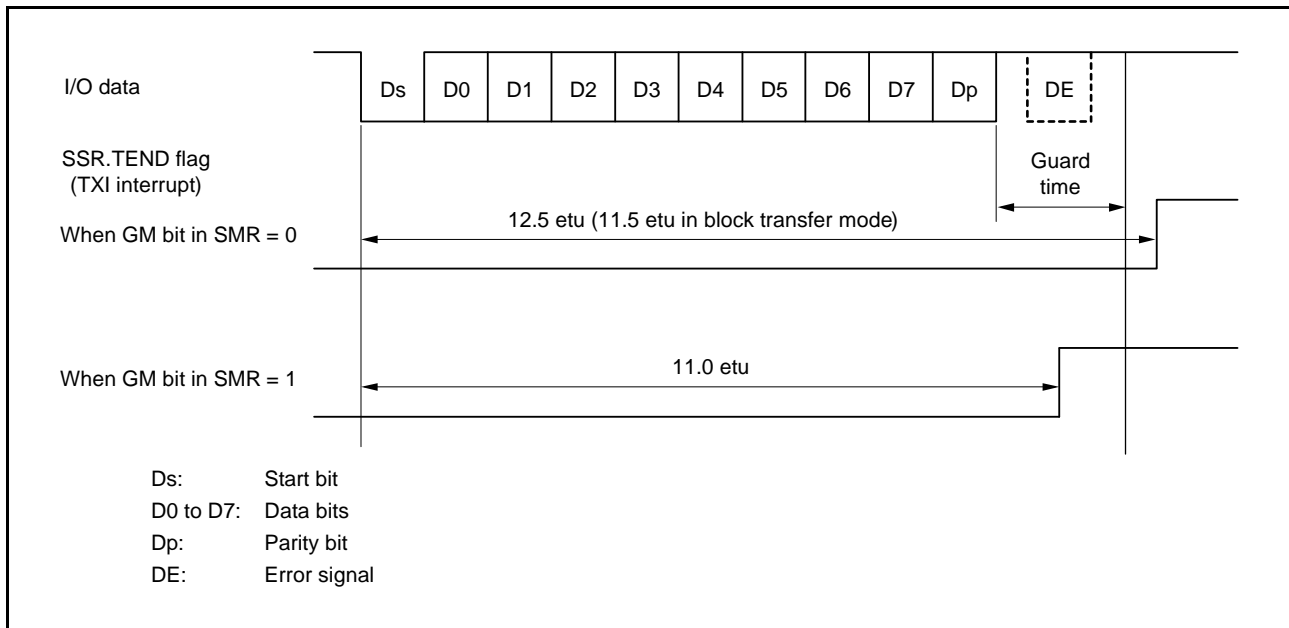 I/O data
Ds D0 D1 D2 D3 D4 D5 D6 D7 Dp DE
SSR.TEND flag
(TXI interrupt)
Guard
time
When GM bit in SMR = 0
12.5 etu (11.5 etu in block transfer mode)
When GM bit in SMR = 1
11.0 etu
Ds: Start bit
D0 to D7: Data bits
Dp: Parity bit
DE: Error signal